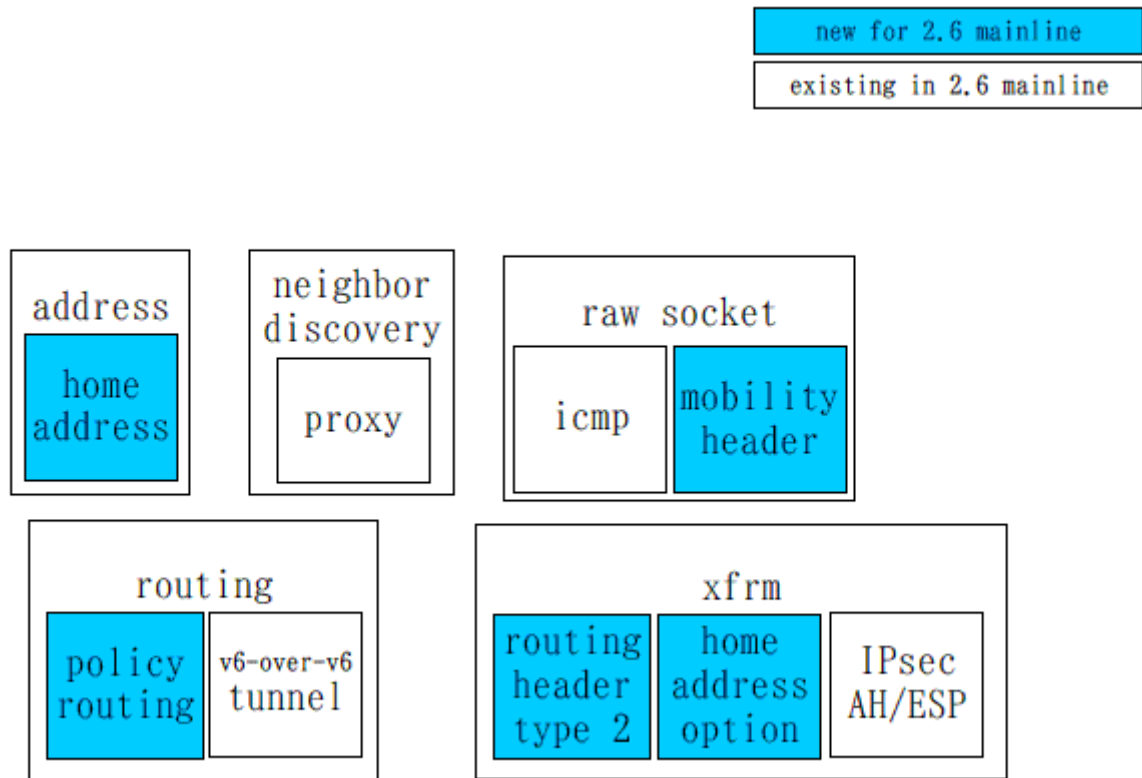 new for 2.6 mainline
existing in 2.6 mainline
address
home
address
neighbor
discovery
proxy
raw socket
icmp
mobility
header
routing
policy
routing
v6-over-v6
tunnel
xfrm
routing
header
type 2
home
address
option
IPsec
AH/ESP